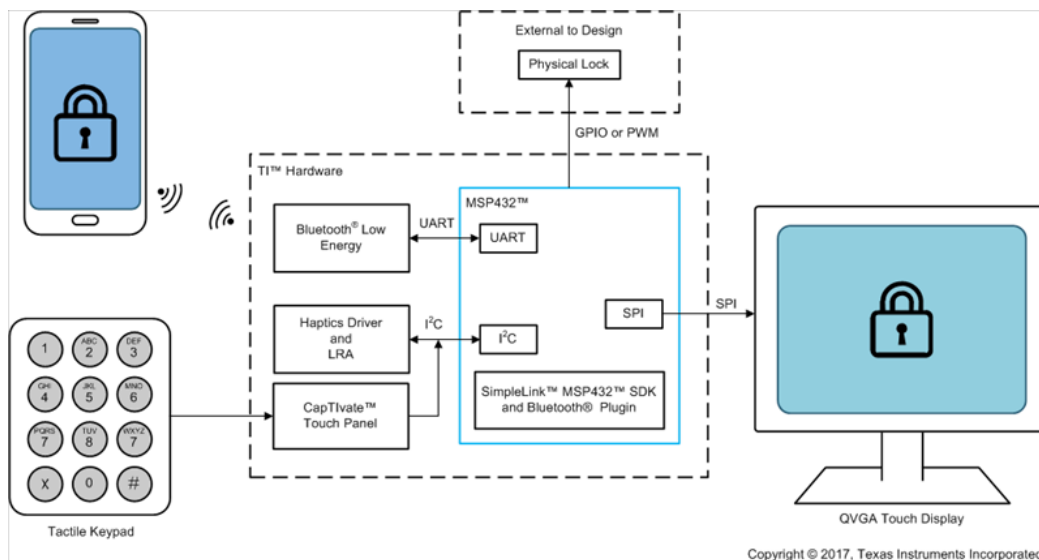 External to Design
Physical Lock
GPIO or PWM
TI™ Hardware
MSP432™
Bluetooth® Low
Energy
UART
UART
Haptics Driver
and
LRA
I²C
I²C
SPI
SPI
CapTIvate™
Touch Panel
SimpleLink™ MSP432™ SDK
and Bluetooth® Plugin
1
ABC
2
DEF
3
GHI
4
JKL
5
MNO
6
PQRS
7
TUV
8
WXYZ
7
X
0
#
Tactile Keypad
QVGA Touch Display
Copyright © 2017, Texas Instruments Incorporated